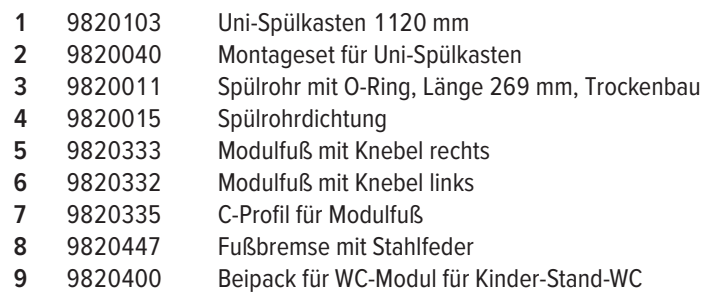 1 9820103 Uni-Spülkasten 1120 mm
2 9820040 Montageset für Uni-Spülkasten
3 9820011 Spülrohr mit O-Ring, Länge 269 mm, Trockenbau
4 9820015 Spülrohrdichtung
5 9820333 Modulfuß mit Knebel rechts
6 9820332 Modulfuß mit Knebel links
7 9820335 C-Profil für Modulfuß
8 9820447 Fußbremse mit Stahlfeder
9 9820400 Beipack für WC-Modul für Kinder-Stand-WC